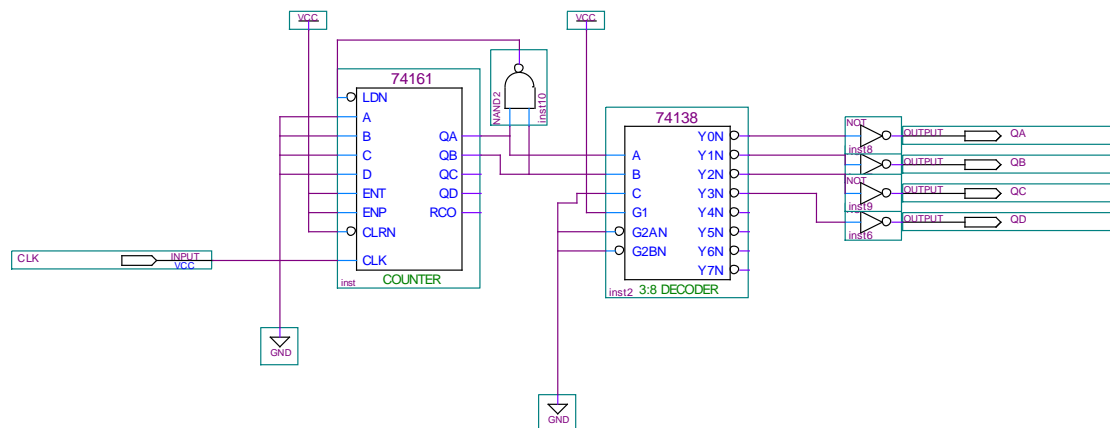 VCC
VCC
NAND2
inst10
74161
LDN
A
B
C
D
ENT
ENP
CLRN
CLK
QA
QB
QC
QD
RCO
inst
COUNTER
CLK
INPUT
VCC
GND
74138
A
B
C
G1
G2AN
G2BN
Y0N
Y1N
Y2N
Y3N
Y4N
Y5N
Y6N
Y7N
inst2
3:8 DECODER
GND
NOT
inst8
OUTPUT
QA
OUTPUT
QB
NOT
inst9
OUTPUT
QC
OUTPUT
QD
inst6